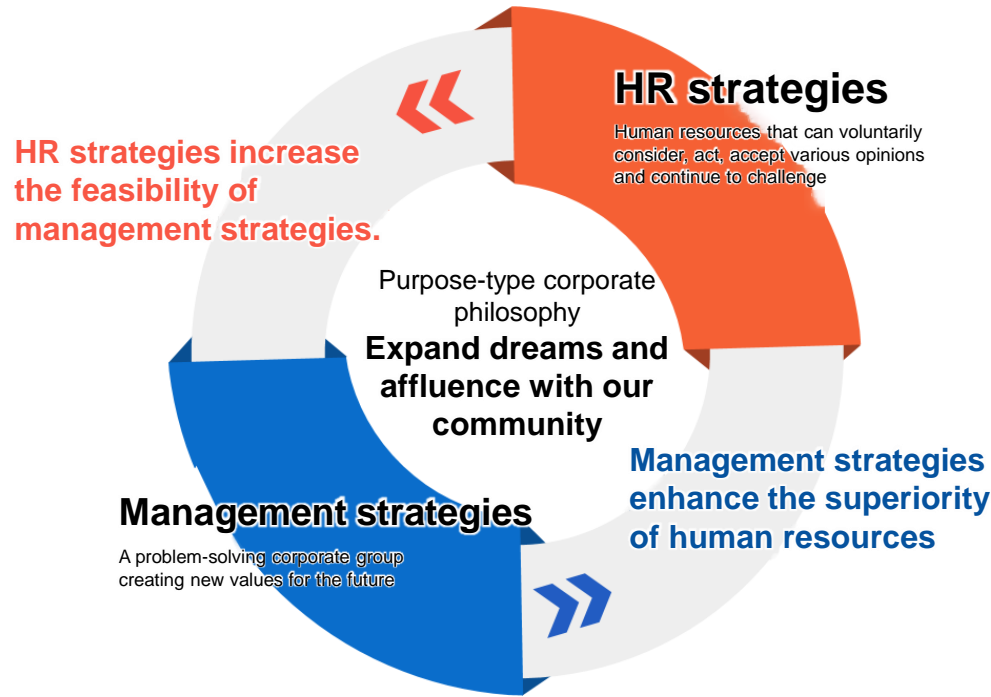 HR strategies
Human resources that can voluntarily
consider, act, accept various opinions
and continue to challenge
HR strategies increase
the feasibility of
management strategies.
Purpose-type corporate
philosophy
Expand dreams and
affluence with our
community
Management strategies
enhance the superiority
of human resources
Management strategies
A problem-solving corporate group
creating new values for the future